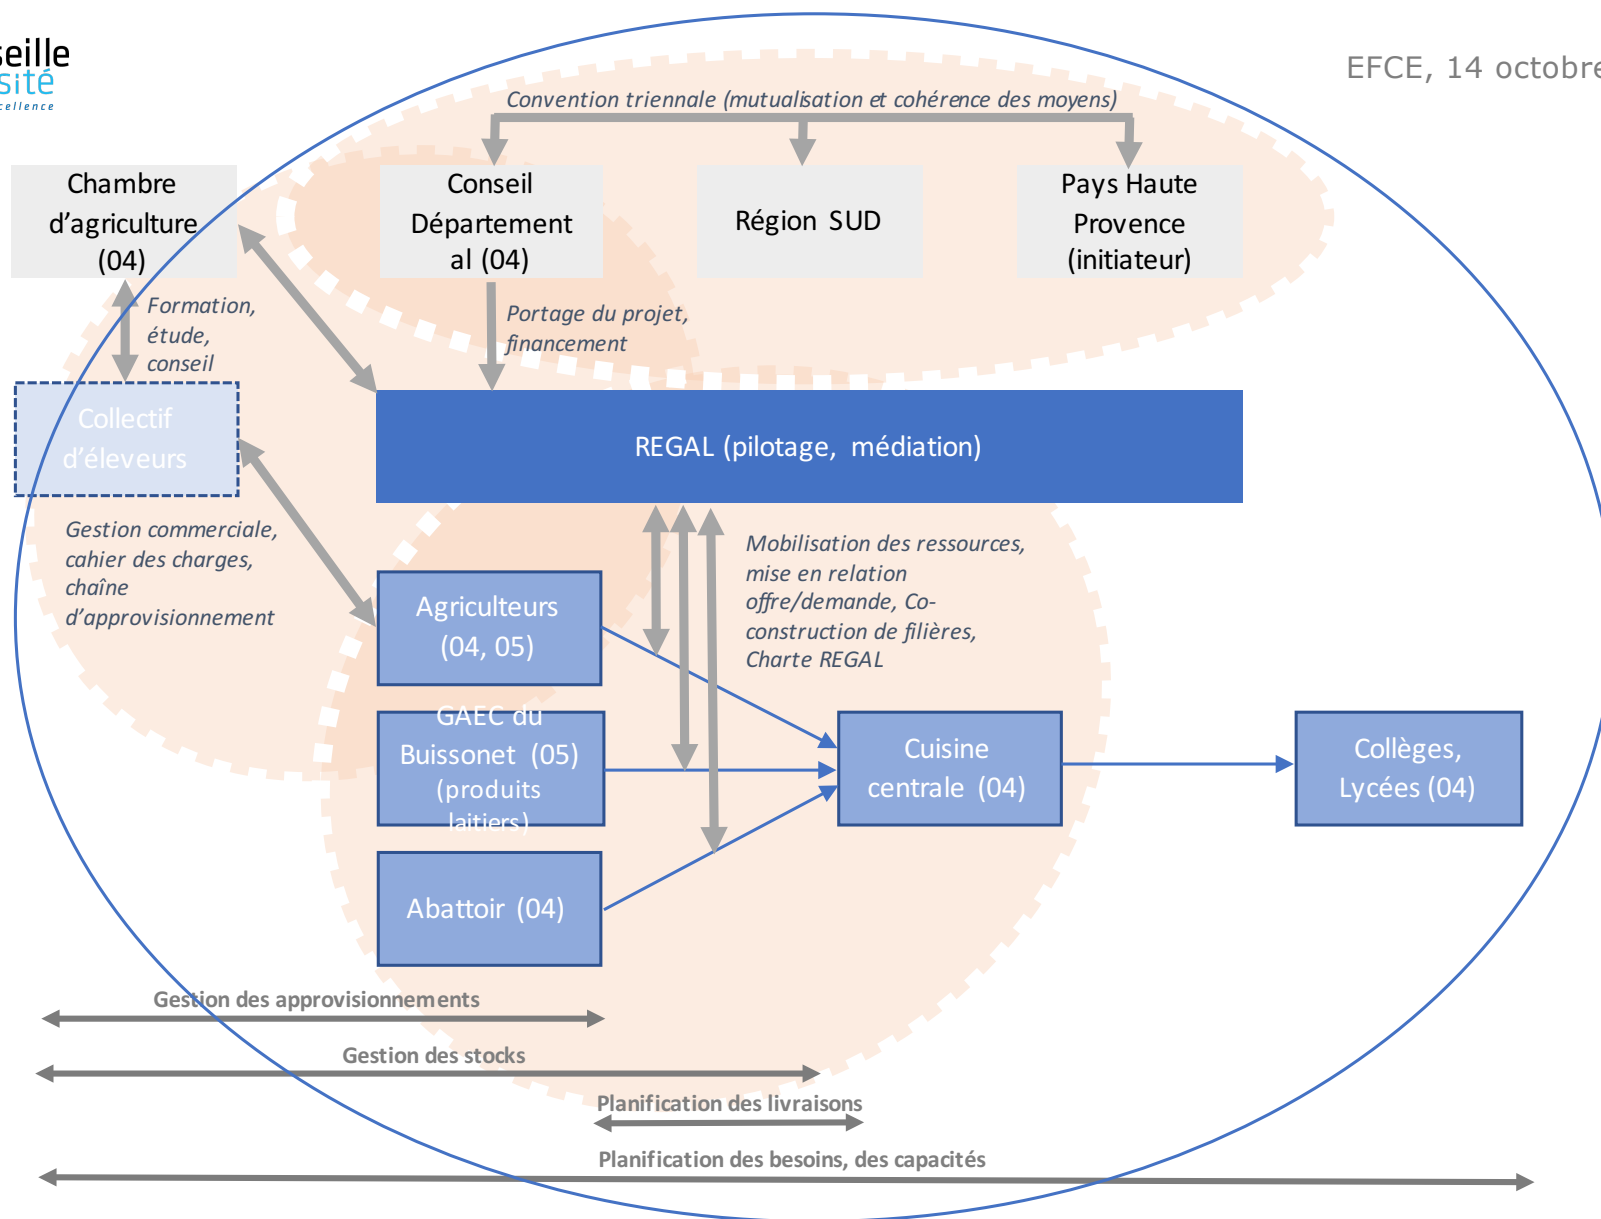 seille
sité
cellence
EFCE, 14 octobre
Convention triennale (mutualisation et cohérence des moyens)
Chambre
d’agriculture
(04)
Conseil
Département
al (04)
Région SUD
Pays Haute
Provence
(initiateur)
Formation,
étude,
conseil
Portage du projet,
financement
Collectif
d’éleveurs
REGAL (pilotage, médiation)
Gestion commerciale,
cahier des charges,
chaîne
d’approvisionnement
Mobilisation des ressources,
mise en relation
offre/demande, Co-
construction de filières,
Charte REGAL
Agriculteurs
(04, 05)
GAEC du
Buissonet (05)
(produits
laitiers)
Abattoir (04)
Cuisine
centrale (04)
Collèges,
Lycées (04)
Gestion des approvisionnements
Gestion des stocks
Planification des livraisons
Planification des besoins, des capacités